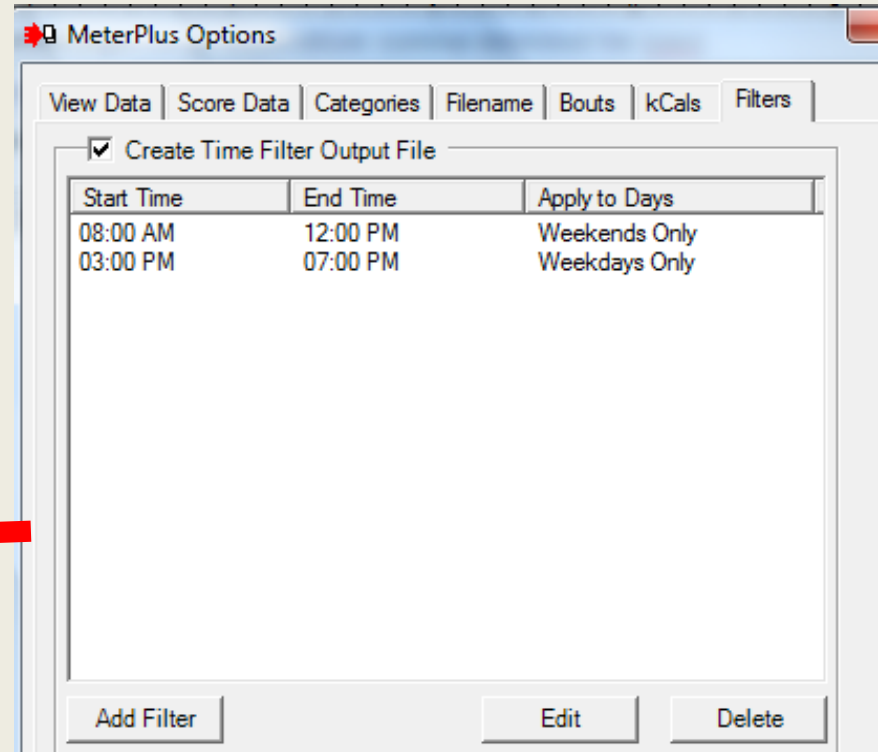 MeterPlus Options
View Data Score Data Categories Filename Bouts kCals Filters
Create Time Filter Output File
Start Time End Time Apply to Days
08:00 AM 12:00 PM Weekends Only
03:00 PM 07:00 PM Weekdays Only
Add Filter Edit Delete